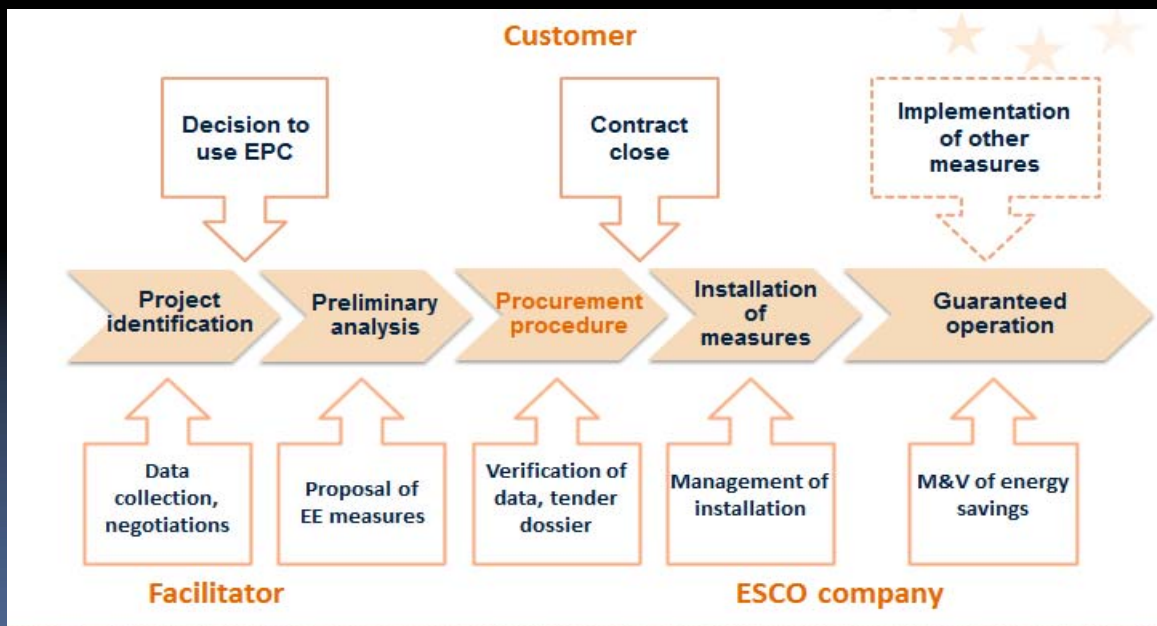 Customer
Decision to
use EPC
Contract
close
Implementation
of other
measures
Project
identification
Preliminary
analysis
Procurement
procedure
Installation
of
measures
Guaranteed
operation
Data
collection,
negotiations
Proposal of
EE measures
Verification of
data, tender
dossier
Management of
installation
M&V of energy
savings
Facilitator
ESCO company